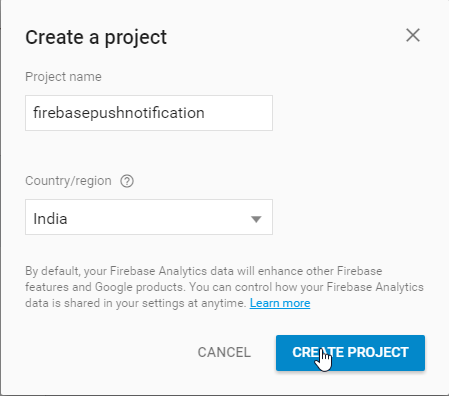 Create a project
Project name
firebasepushnotification
Country/region
India
By default, your Firebase Analytics data will enhance other Firebase
features and Google products. You can control how your Firebase Analytics
data is shared in your settings at anytime. Learn more
CANCEL CREATE PROJECT